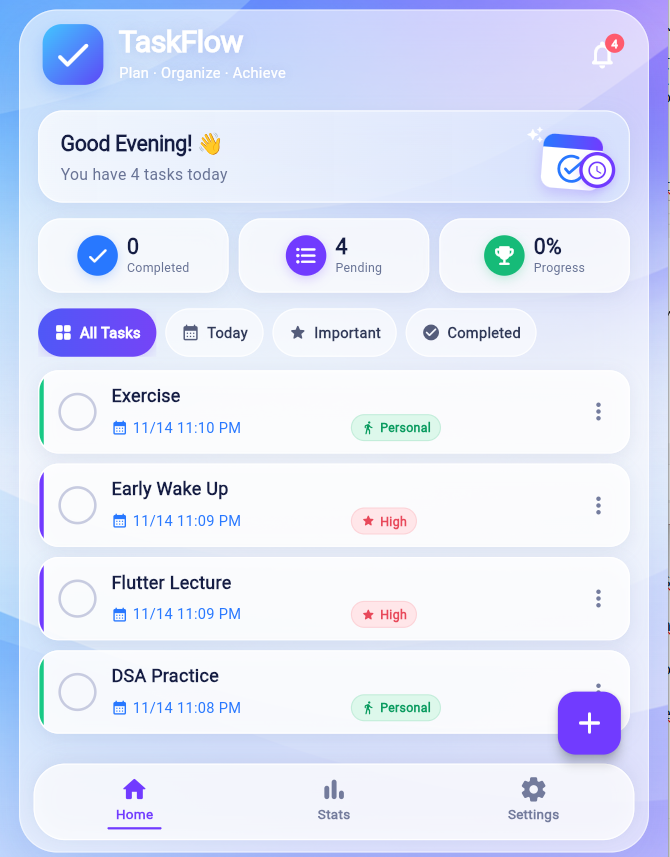 TaskFlow
Plan · Organize · Achieve
4
Good Evening! 👋
You have 4 tasks today
0
Completed
4
Pending
0%
Progress
All Tasks
Today
Important
Completed
Exercise
11/14 11:10 PM
Personal
Early Wake Up
11/14 11:09 PM
High
Flutter Lecture
11/14 11:09 PM
High
DSA Practice
11/14 11:08 PM
Personal
Home
Stats
Settings